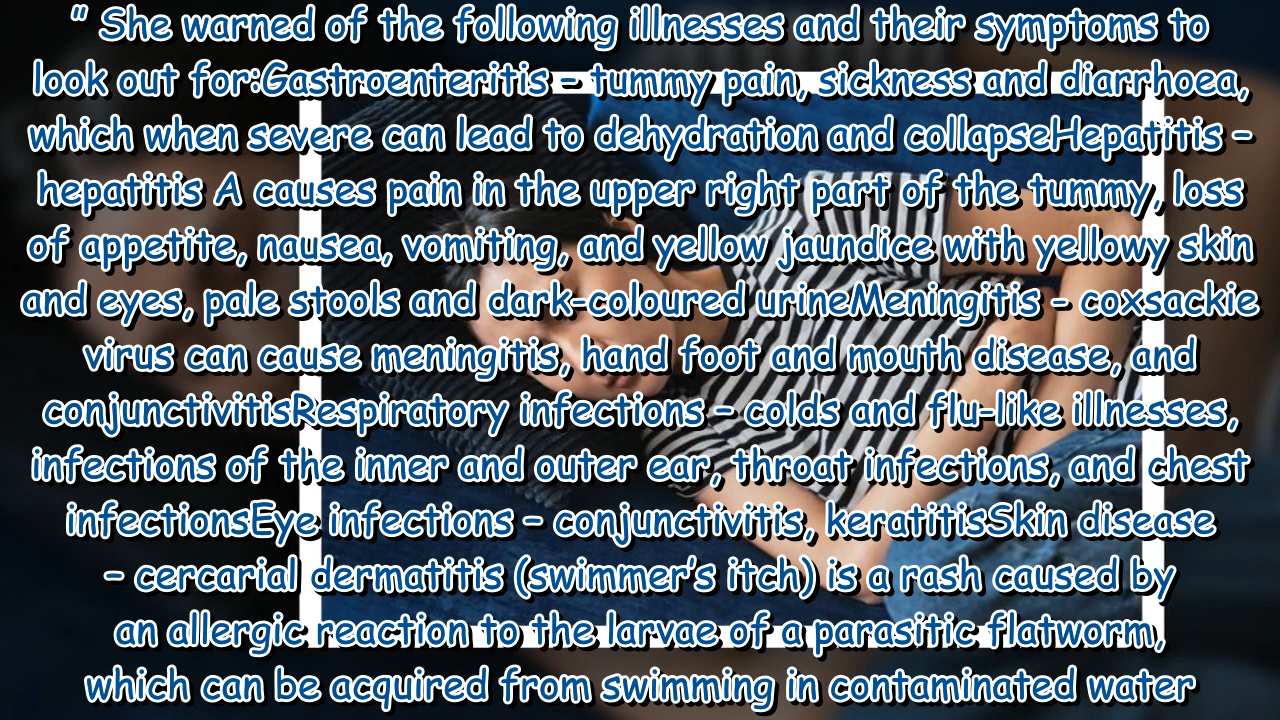 ” She warned of the following illnesses and their symptoms to
look out for:Gastroenteritis – tummy pain, sickness and diarrhoea,
which when severe can lead to dehydration and collapseHepatitis –
hepatitis A causes pain in the upper right part of the tummy, loss
of appetite, nausea, vomiting, and yellow jaundice with yellowy skin
and eyes, pale stools and dark-coloured urineMeningitis - coxsackie
virus can cause meningitis, hand foot and mouth disease, and
conjunctivitisRespiratory infections – colds and flu-like illnesses,
infections of the inner and outer ear, throat infections, and chest
infectionsEye infections – conjunctivitis, keratitisSkin disease
– cercarial dermatitis (swimmer’s itch) is a rash caused by
an allergic reaction to the larvae of a parasitic flatworm,
which can be acquired from swimming in contaminated water